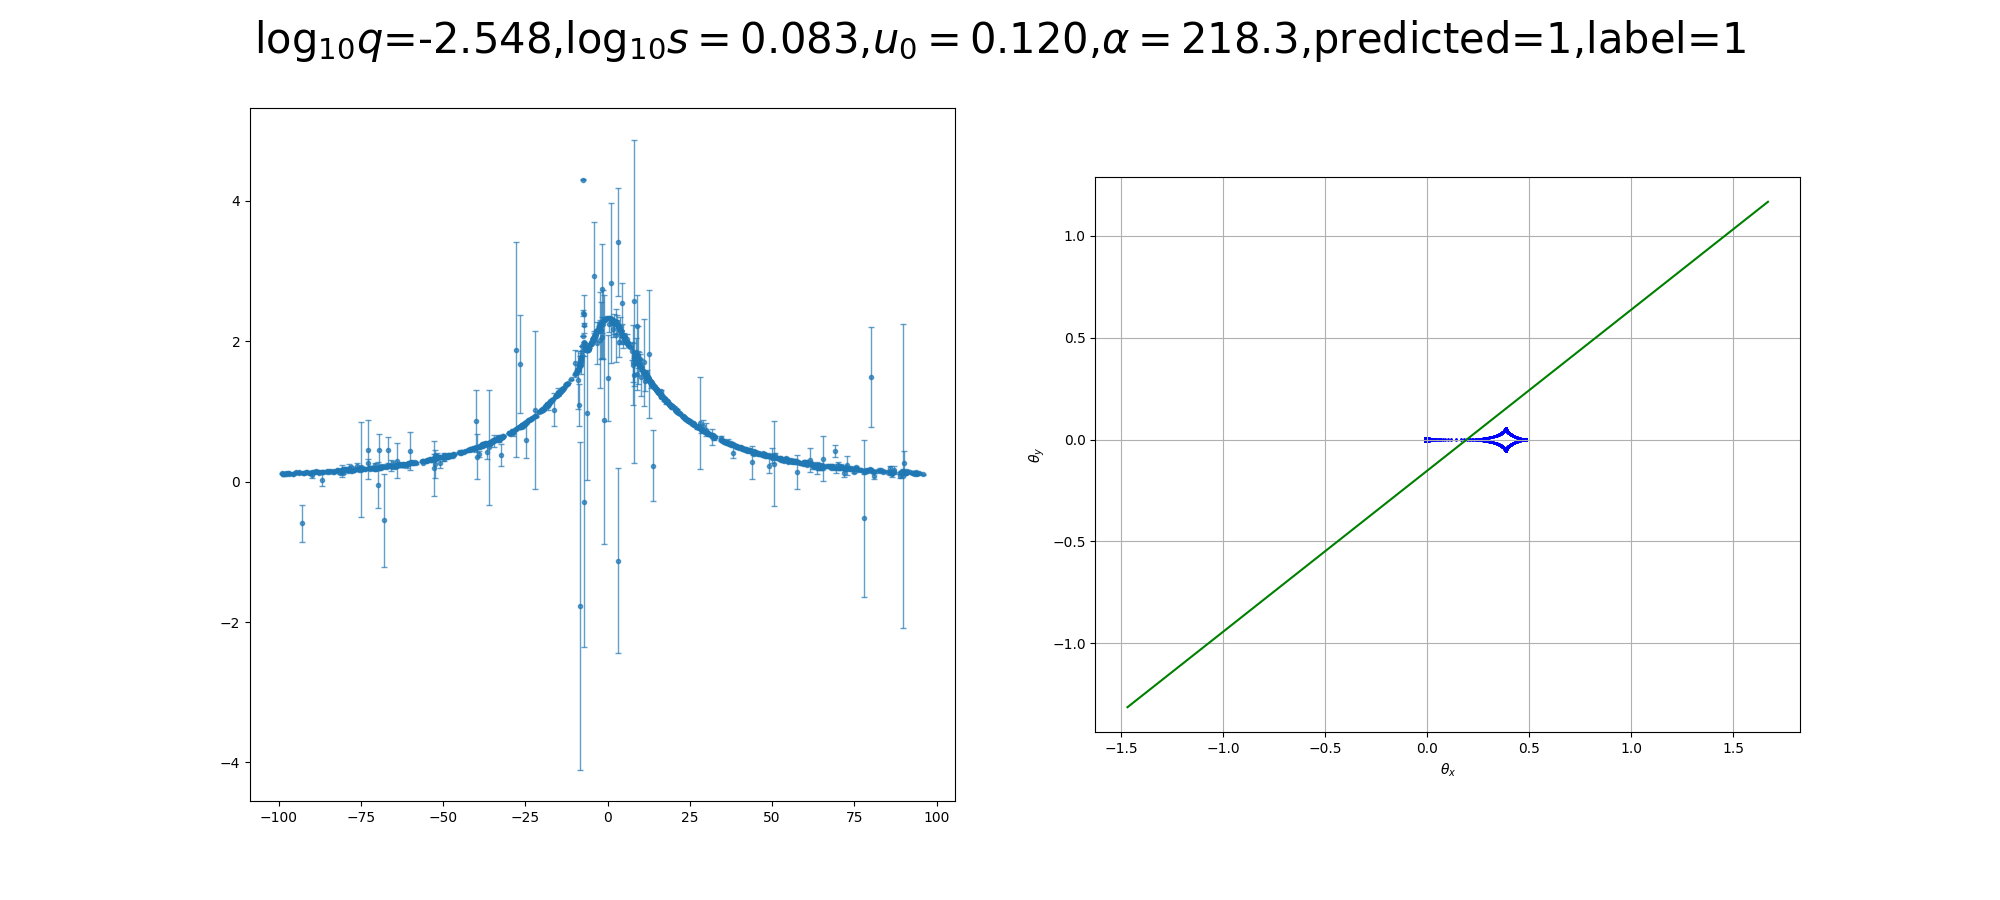 log₁₀q=-2.548,log₁₀s = 0.083,u₀ = 0.120,α = 218.3,predicted=1,label=1
4
2
0
−2
−4
−100 −75 −50 −25 0 25 50 75 100
1.0
0.5
0.0
−0.5
−1.0
θy
−1.5 −1.0 −0.5 0.0 0.5 1.0 1.5
θx